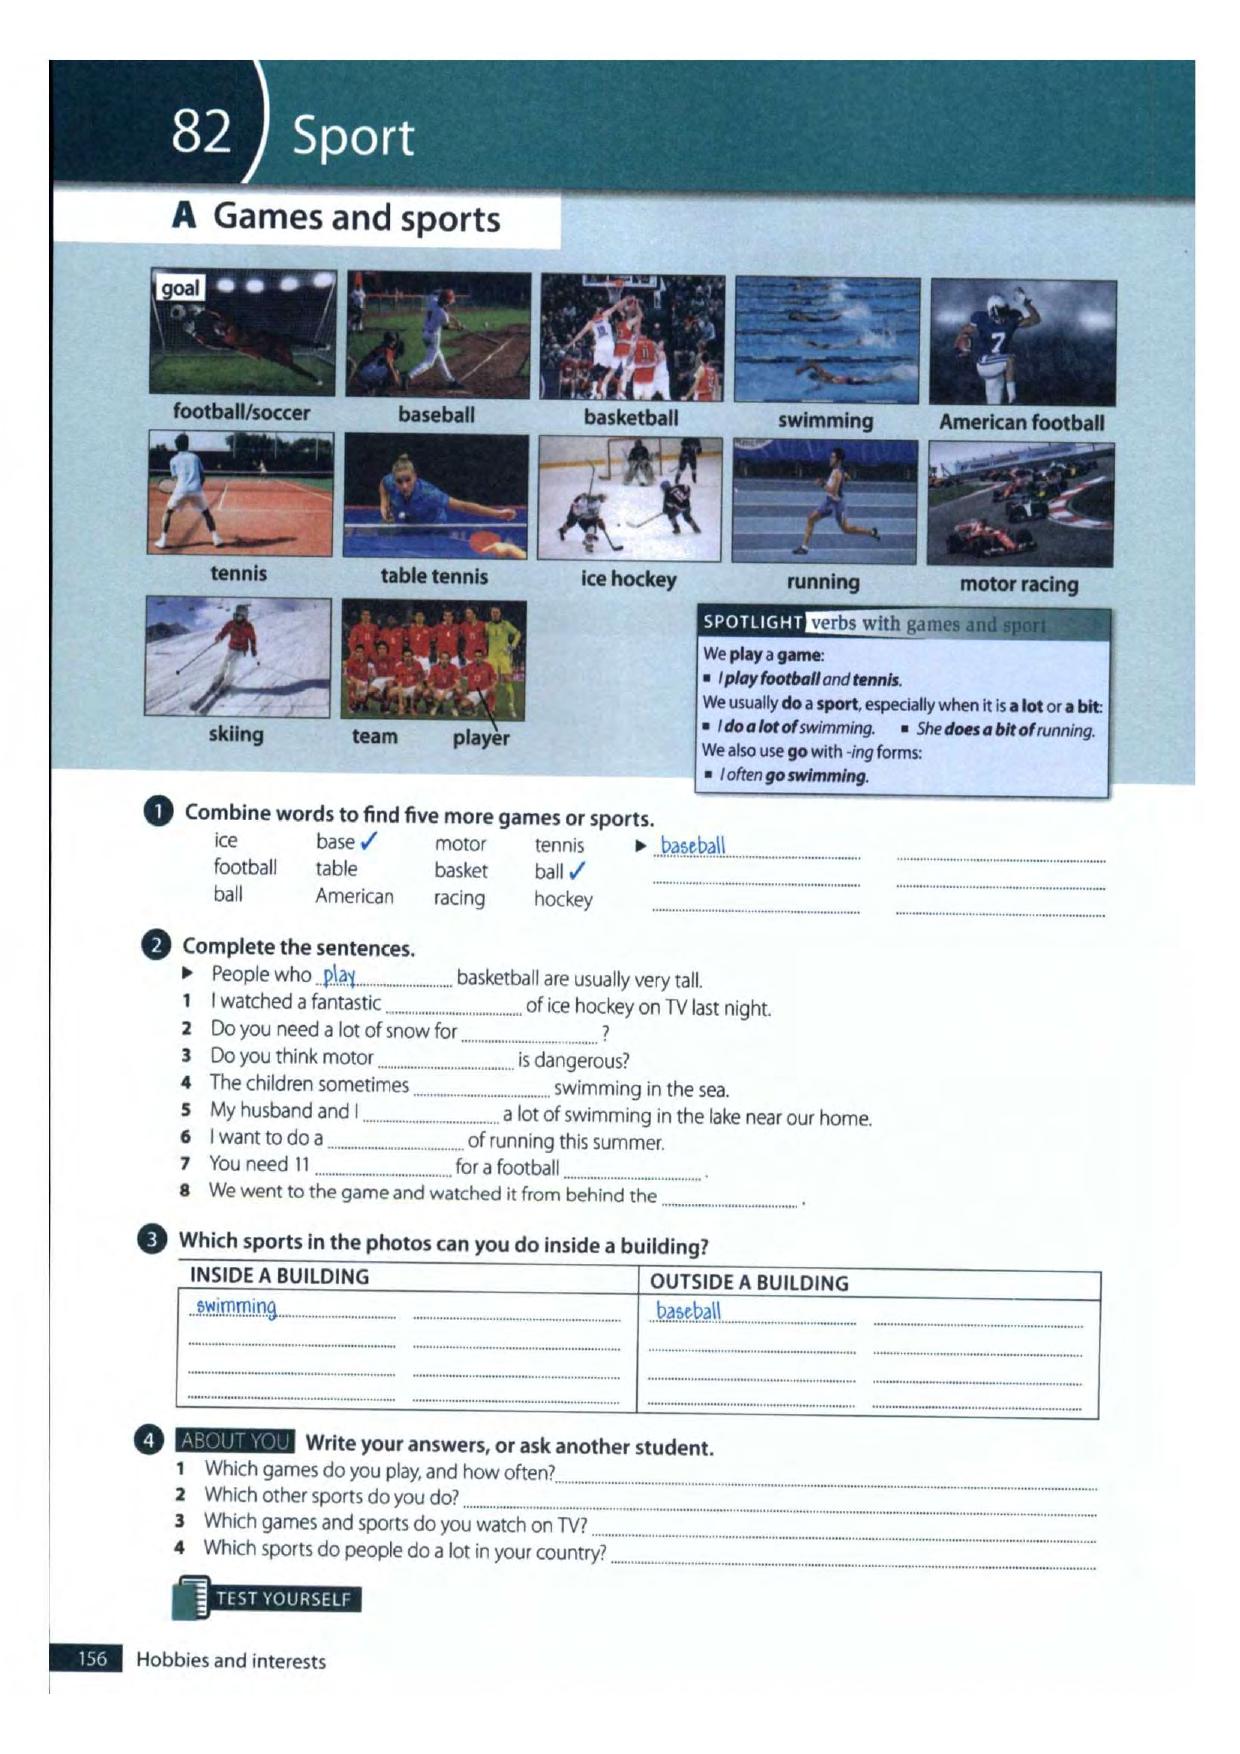 82 Sport
A Games and sports
goal
football/soccer baseball basketball swimming American football
tennis table tennis ice hockey running motor racing
skiing team player
SPOTLIGHT verbs with games and sport
We play a game:
▪ I play football and tennis.
We usually do a sport, especially when it is a lot or a bit:
▪ I do a lot of swimming. ▪ She does a bit of running.
We also use go with -ing forms:
▪ I often go swimming.
1 Combine words to find five more games or sports.
ice base ✓ motor tennis ▶ baseball
football table basket ball ✓
ball American racing hockey
2 Complete the sentences.
▶ People who play basketball are usually very tall.
1 I watched a fantastic of ice hockey on TV last night.
2 Do you need a lot of snow for ?
3 Do you think motor is dangerous?
4 The children sometimes swimming in the sea.
5 My husband and I a lot of swimming in the lake near our home.
6 I want to do a of running this summer.
7 You need 11 for a football .
8 We went to the game and watched it from behind the .
3 Which sports in the photos can you do inside a building?
INSIDE A BUILDING OUTSIDE A BUILDING
swimming baseball
4 ABOUT YOU Write your answers, or ask another student.
1 Which games do you play, and how often?
2 Which other sports do you do?
3 Which games and sports do you watch on TV?
4 Which sports do people do a lot in your country?
TEST YOURSELF
156 Hobbies and interests